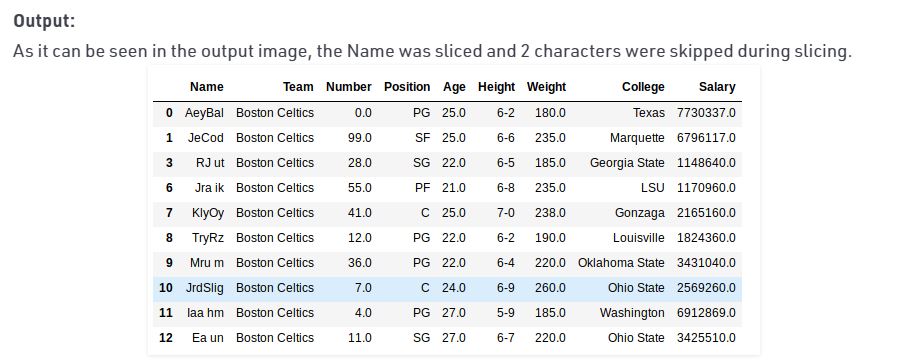 Output:
As it can be seen in the output image, the Name was sliced and 2 characters were skipped during slicing.
Name Team Number Position Age Height Weight College Salary
0 AeyBal Boston Celtics 0.0 PG 25.0 6-2 180.0 Texas 7730337.0
1 JeCod Boston Celtics 99.0 SF 25.0 6-6 235.0 Marquette 6796117.0
3 RJ ut Boston Celtics 28.0 SG 22.0 6-5 185.0 Georgia State 1148640.0
6 Jra ik Boston Celtics 55.0 PF 21.0 6-8 235.0 LSU 1170960.0
7 KlyOy Boston Celtics 41.0 C 25.0 7-0 238.0 Gonzaga 2165160.0
8 TryRz Boston Celtics 12.0 PG 22.0 6-2 190.0 Louisville 1824360.0
9 Mru m Boston Celtics 36.0 PG 22.0 6-4 220.0 Oklahoma State 3431040.0
10 JrdSlig Boston Celtics 7.0 C 24.0 6-9 260.0 Ohio State 2569260.0
11 Iaa hm Boston Celtics 4.0 PG 27.0 5-9 185.0 Washington 6912869.0
12 Ea un Boston Celtics 11.0 SG 27.0 6-7 220.0 Ohio State 3425510.0